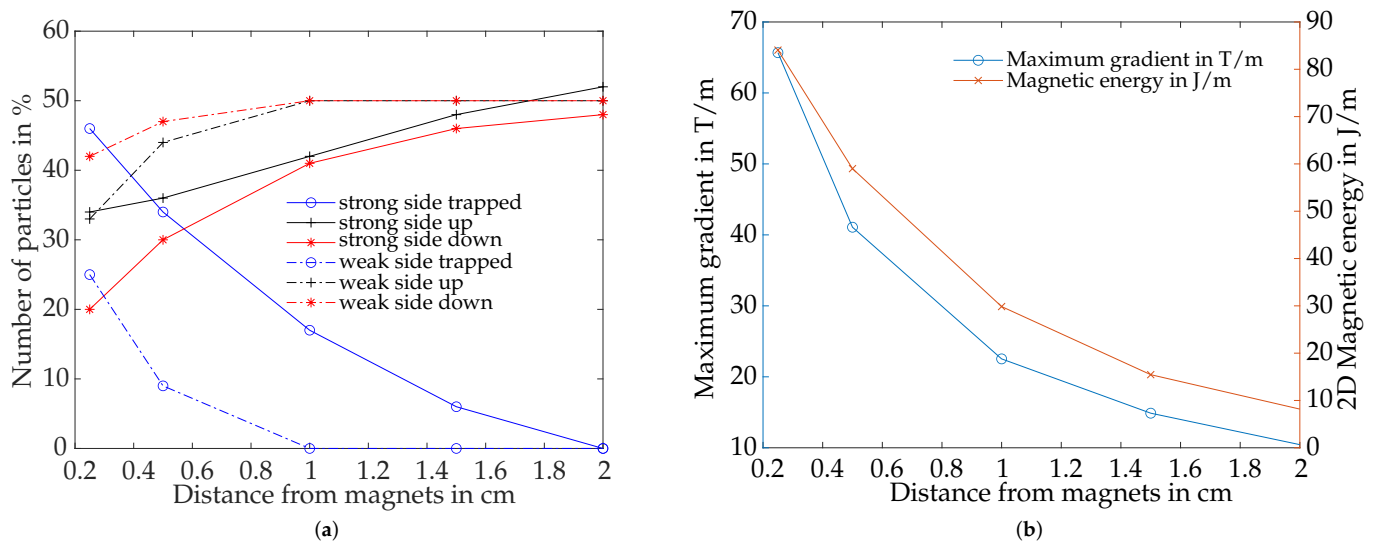 Number of particles in %
60
50
40
30
20
10
0
strong side trapped
strong side up
strong side down
weak side trapped
weak side up
weak side down
0.2 0.4 0.6 0.8 1 1.2 1.4 1.6 1.8 2
Distance from magnets in cm
(a)
Maximum gradient in T/m
70
60
50
40
30
20
10
Maximum gradient in T/m
Magnetic energy in J/m
90
80
70
60
50
40
30
20
10
0
2D Magnetic energy in J/m
0.2 0.4 0.6 0.8 1 1.2 1.4 1.6 1.8 2
Distance from magnets in cm
(b)